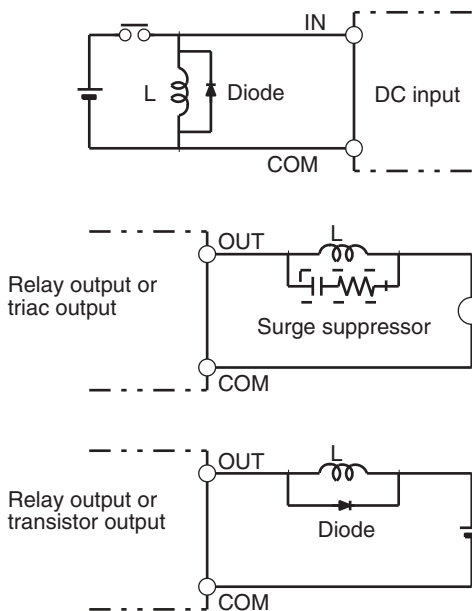 IN
L
Diode
DC input
COM
OUT
L
Relay output or
triac output
Surge suppressor
COM
OUT
L
Relay output or
transistor output
Diode
COM